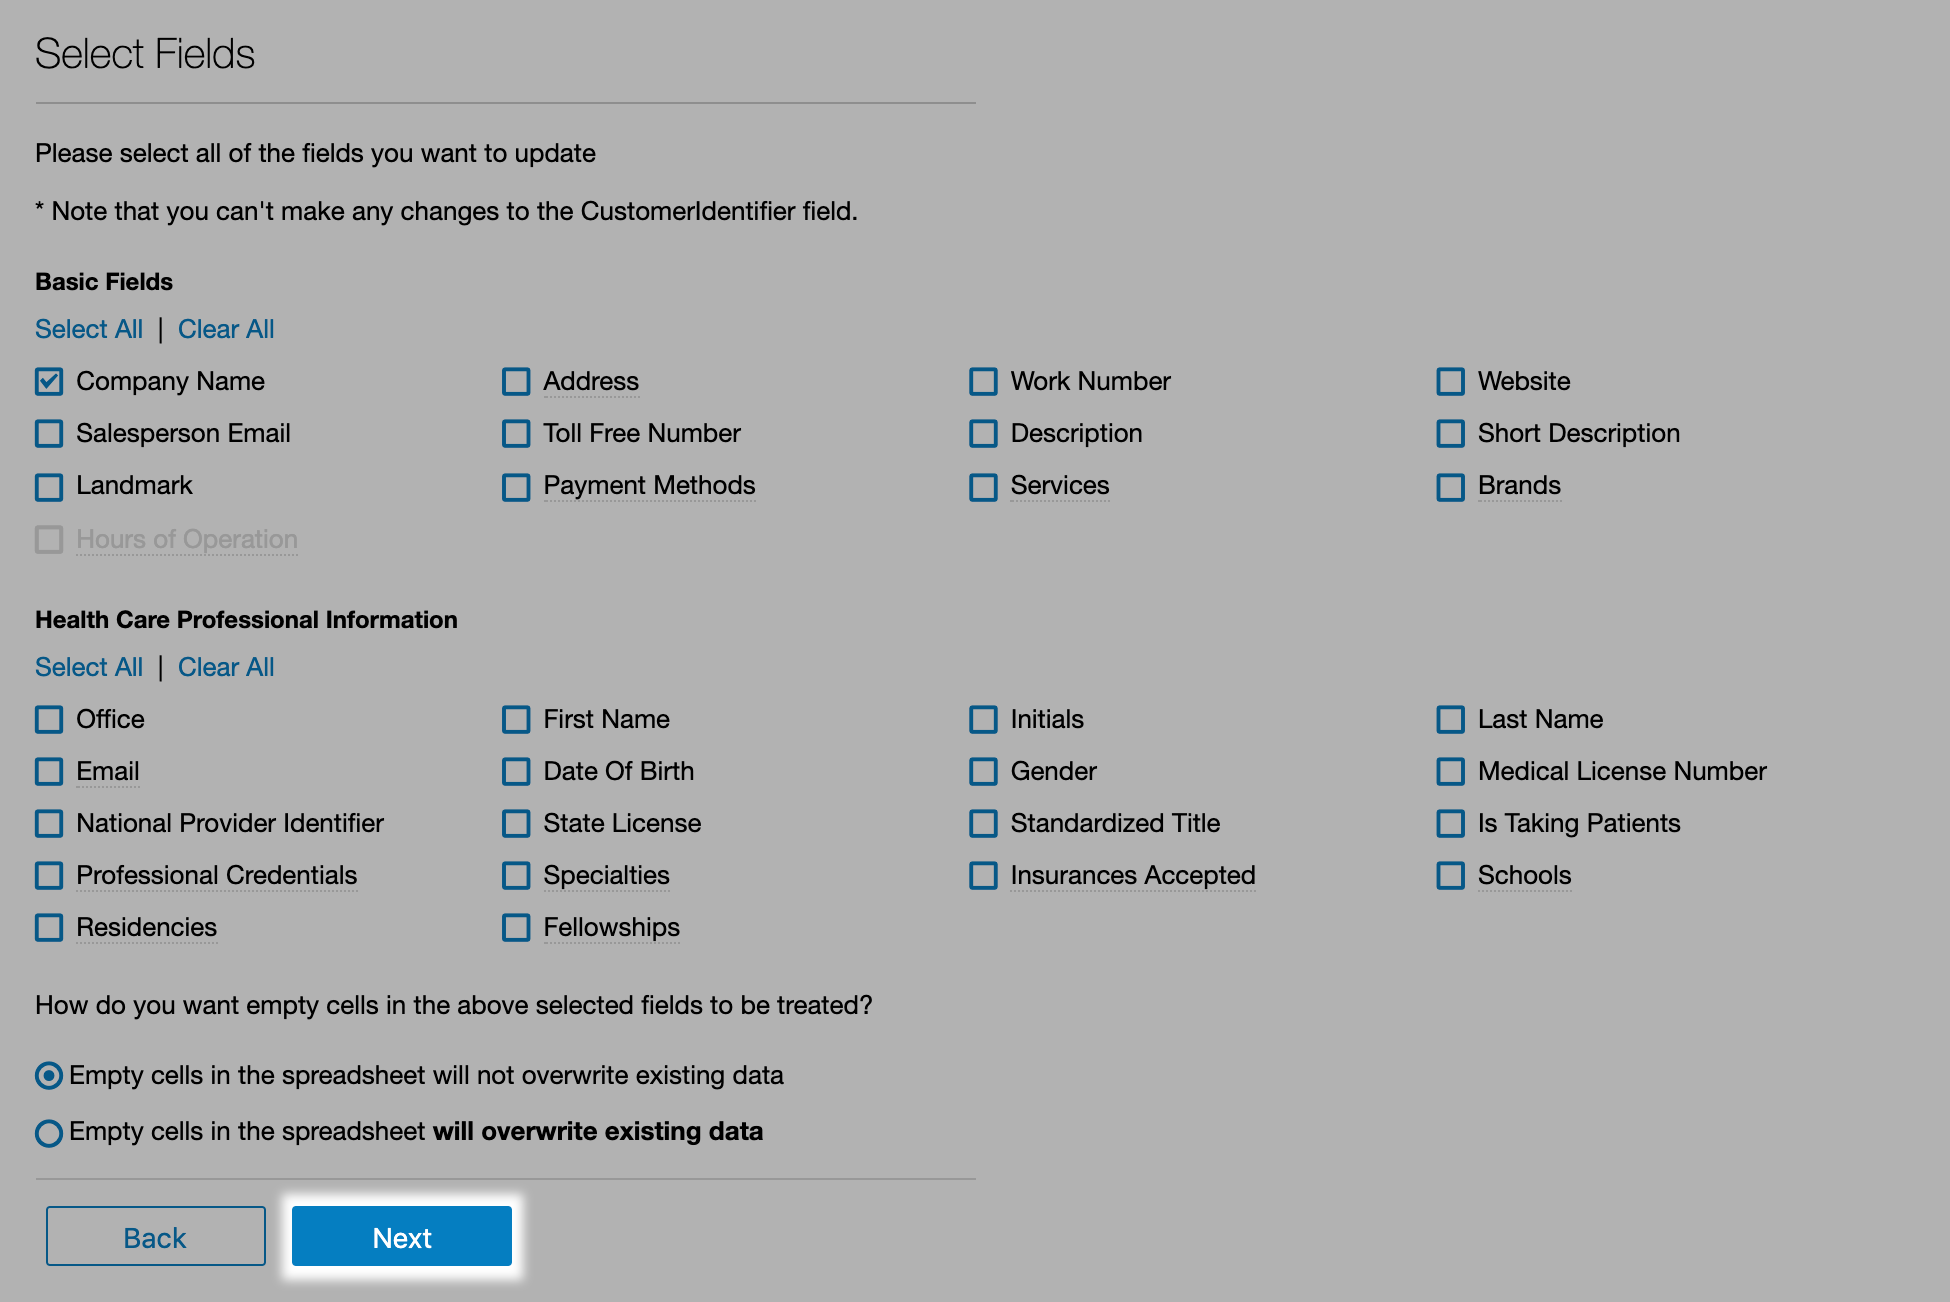 Select Fields
Please select all of the fields you want to update
* Note that you can't make any changes to the CustomerIdentifier field.
Basic Fields
Select All | Clear All
Company Name Address Work Number Website
Salesperson Email Toll Free Number Description Short Description
Landmark Payment Methods Services Brands
Hours of Operation
Health Care Professional Information
Select All | Clear All
Office First Name Initials Last Name
Email Date Of Birth Gender Medical License Number
National Provider Identifier State License Standardized Title Is Taking Patients
Professional Credentials Specialties Insurances Accepted Schools
Residencies Fellowships
How do you want empty cells in the above selected fields to be treated?
Empty cells in the spreadsheet will not overwrite existing data
Empty cells in the spreadsheet will overwrite existing data
Back Next